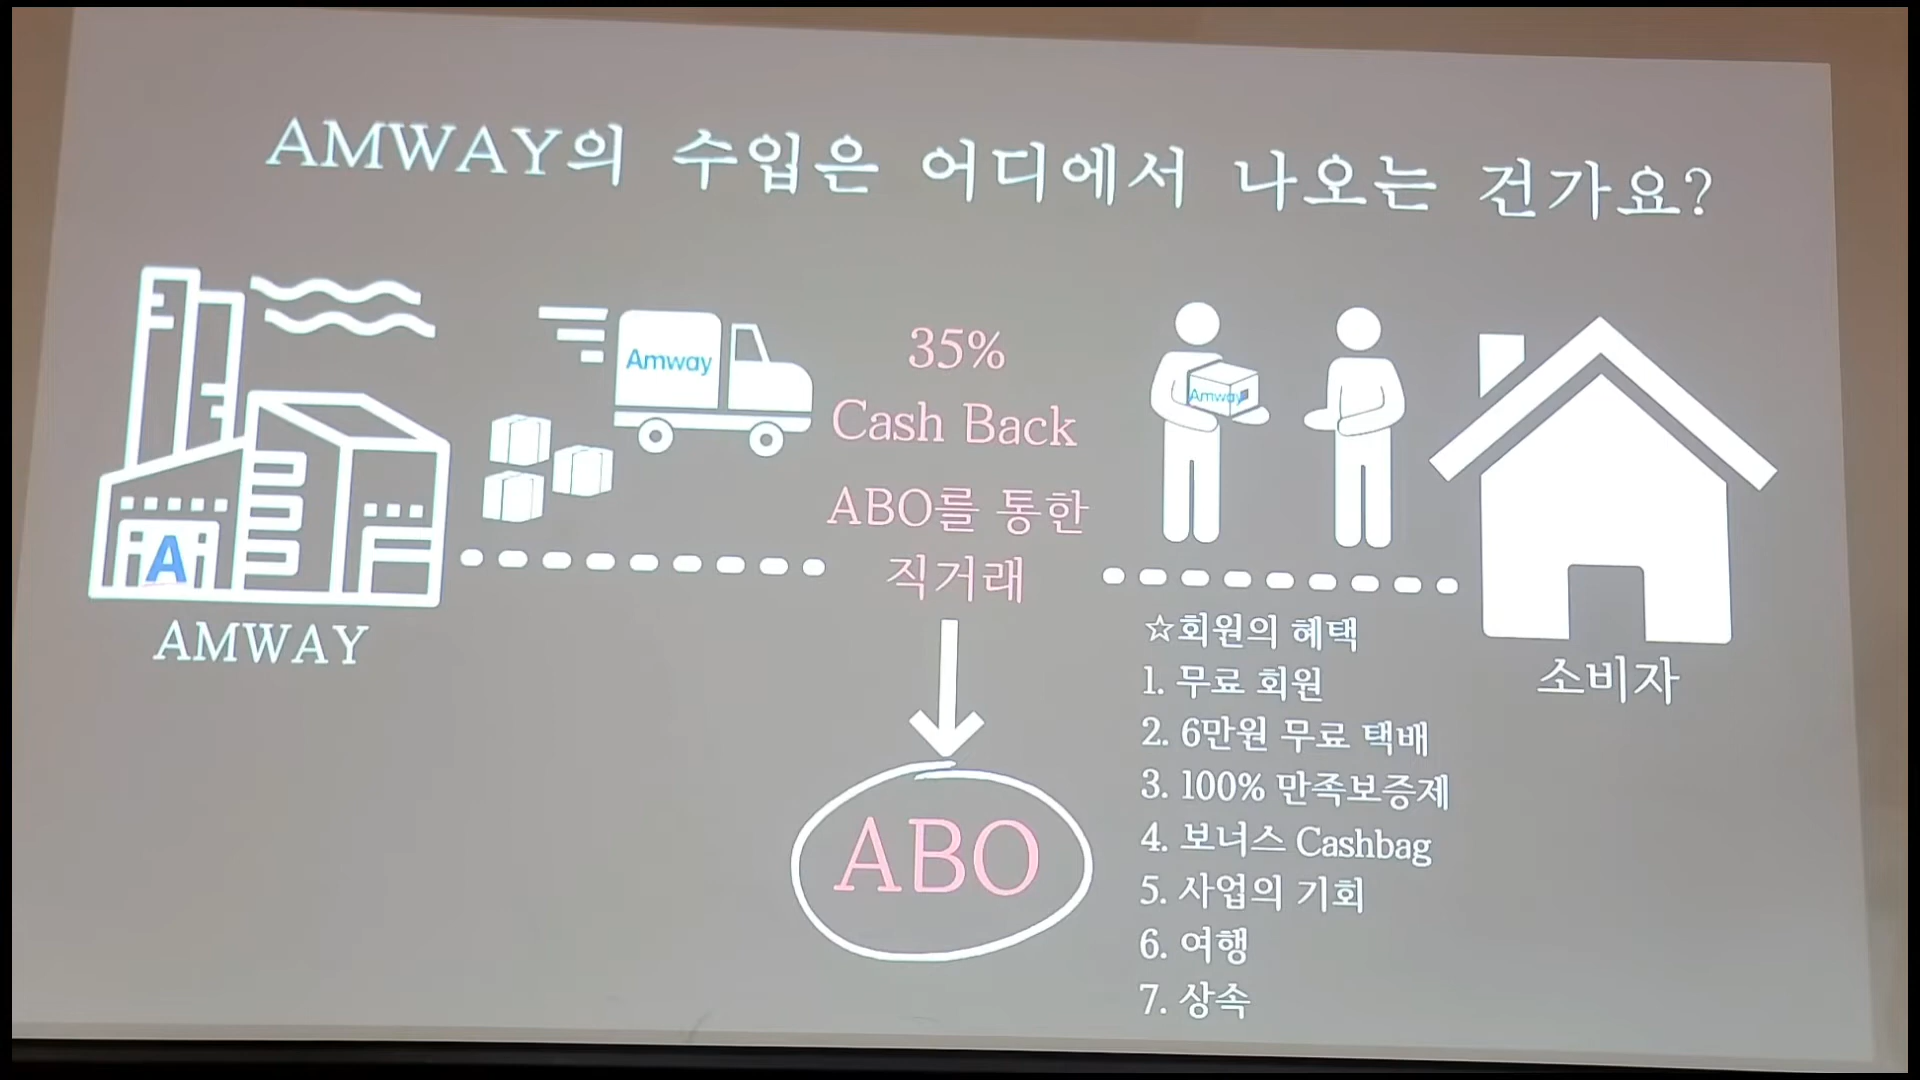 AMWAY의 수입은 어디에서 나오는 건가요?
Amway
35%
Cash Back
ABO를 통한
직거래
Amway
A
AMWAY
소비자
ABO
☆회원의 혜택
1. 무료 회원
2. 6만원 무료 택배
3. 100% 만족보증제
4. 보너스 Cashbag
5. 사업의 기회
6. 여행
7. 상속